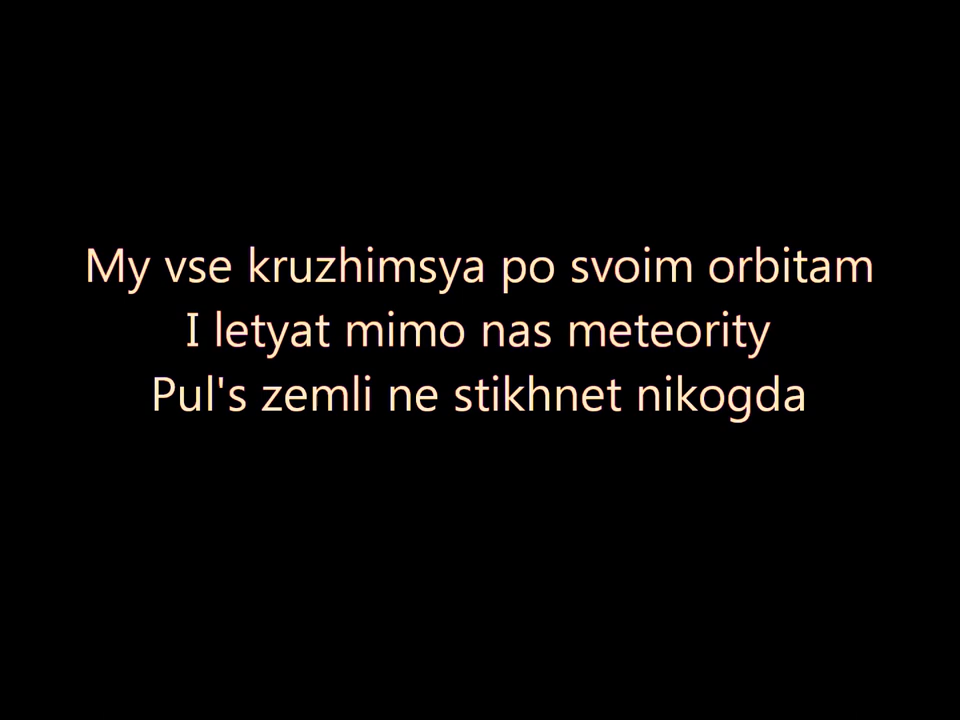 My vse kruzhimsya po svoim orbitam
I letyat mimo nas meteority
Pul's zemli ne stikhnet nikogda